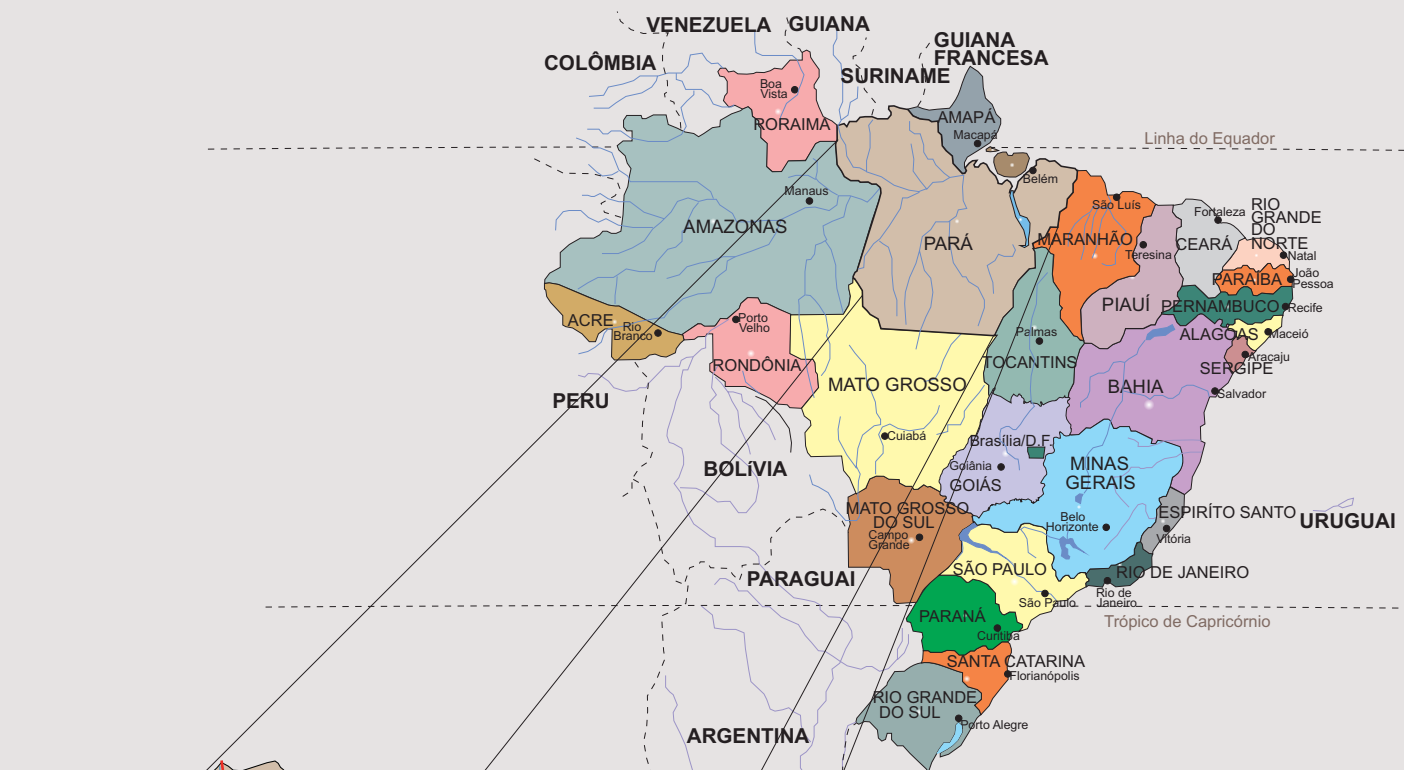 VENEZUELA
GUIANA
COLÔMBIA
GUIANA
FRANCESA
SURINAME
Boa
Vista
RORAIMA
AMAPÁ
Macapá
Linha do Equador
Belém
Manaus
São Luís
Fortaleza
RIO
GRANDE
DO
NORTE
AMAZONAS
PARÁ
MARANHÃO
Teresina
CEARÁ
Natal
PARAÍBA
João
Pessoa
PIAUÍ
PERNAMBUCO
Recife
ACRE
Rio
Branco
Porto
Velho
Palmas
ALAGOAS
Maceió
Aracaju
SERGIPE
RONDÔNIA
TOCANTINS
MATO GROSSO
BAHIA
Salvador
PERU
Cuiabá
Brasília/D.F.
Goiânia
GOIÁS
MINAS
GERAIS
BOLíVIA
MATO GROSSO
DO SUL
Campo
Grande
Belo
Horizonte
ESPIRÍTO SANTO
Vitória
URUGUAI
PARAGUAI
SÃO PAULO
São Paulo
RIO DE JANEIRO
Rio de
Janeiro
PARANÁ
Curitiba
Trópico de Capricórnio
SANTA CATARINA
Florianópolis
RIO GRANDE
DO SUL
Porto Alegre
ARGENTINA